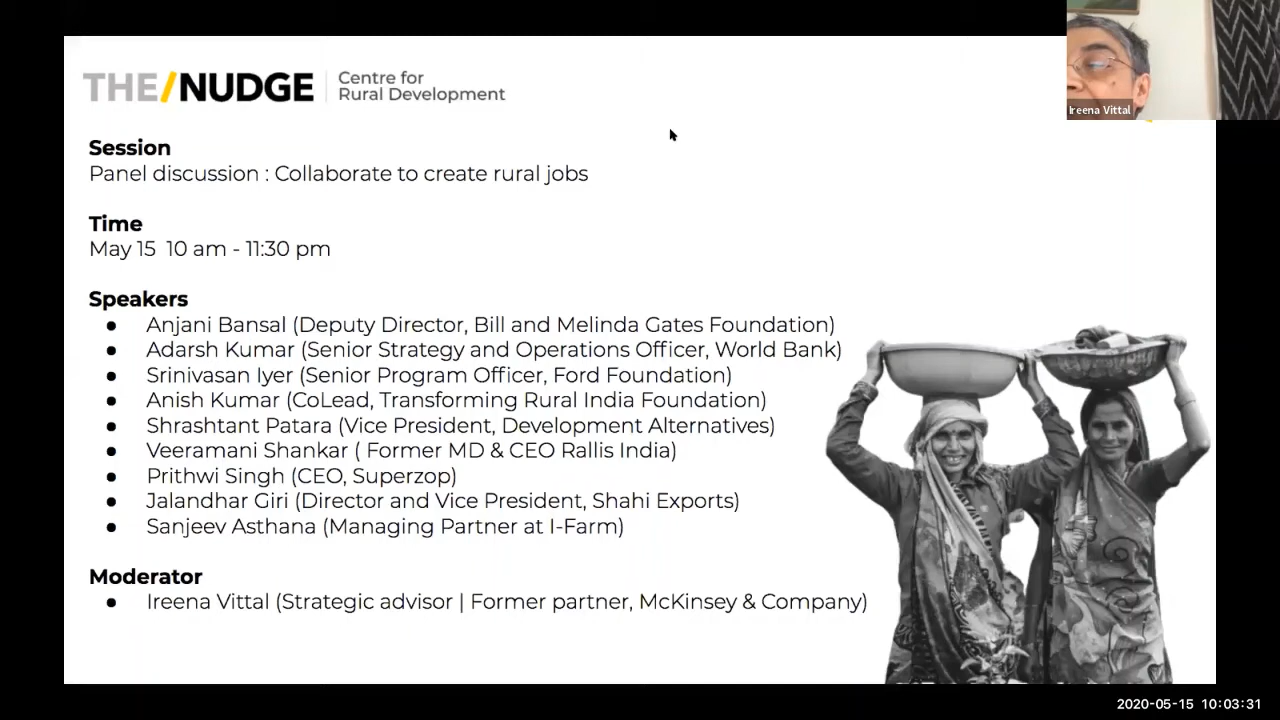 THE/NUDGE
Centre for
Rural Development
Ireena Vittal
Session
Panel discussion : Collaborate to create rural jobs
Time
May 15 10 am - 11:30 pm
Speakers
● Anjani Bansal (Deputy Director, Bill and Melinda Gates Foundation)
● Adarsh Kumar (Senior Strategy and Operations Officer, World Bank)
● Srinivasan Iyer (Senior Program Officer, Ford Foundation)
● Anish Kumar (CoLead, Transforming Rural India Foundation)
● Shrashtant Patara (Vice President, Development Alternatives)
● Veeramani Shankar ( Former MD & CEO Rallis India)
● Prithwi Singh (CEO, Superzop)
● Jalandhar Giri (Director and Vice President, Shahi Exports)
● Sanjeev Asthana (Managing Partner at I-Farm)
Moderator
● Ireena Vittal (Strategic advisor | Former partner, McKinsey & Company)
2020-05-15 10:03:31